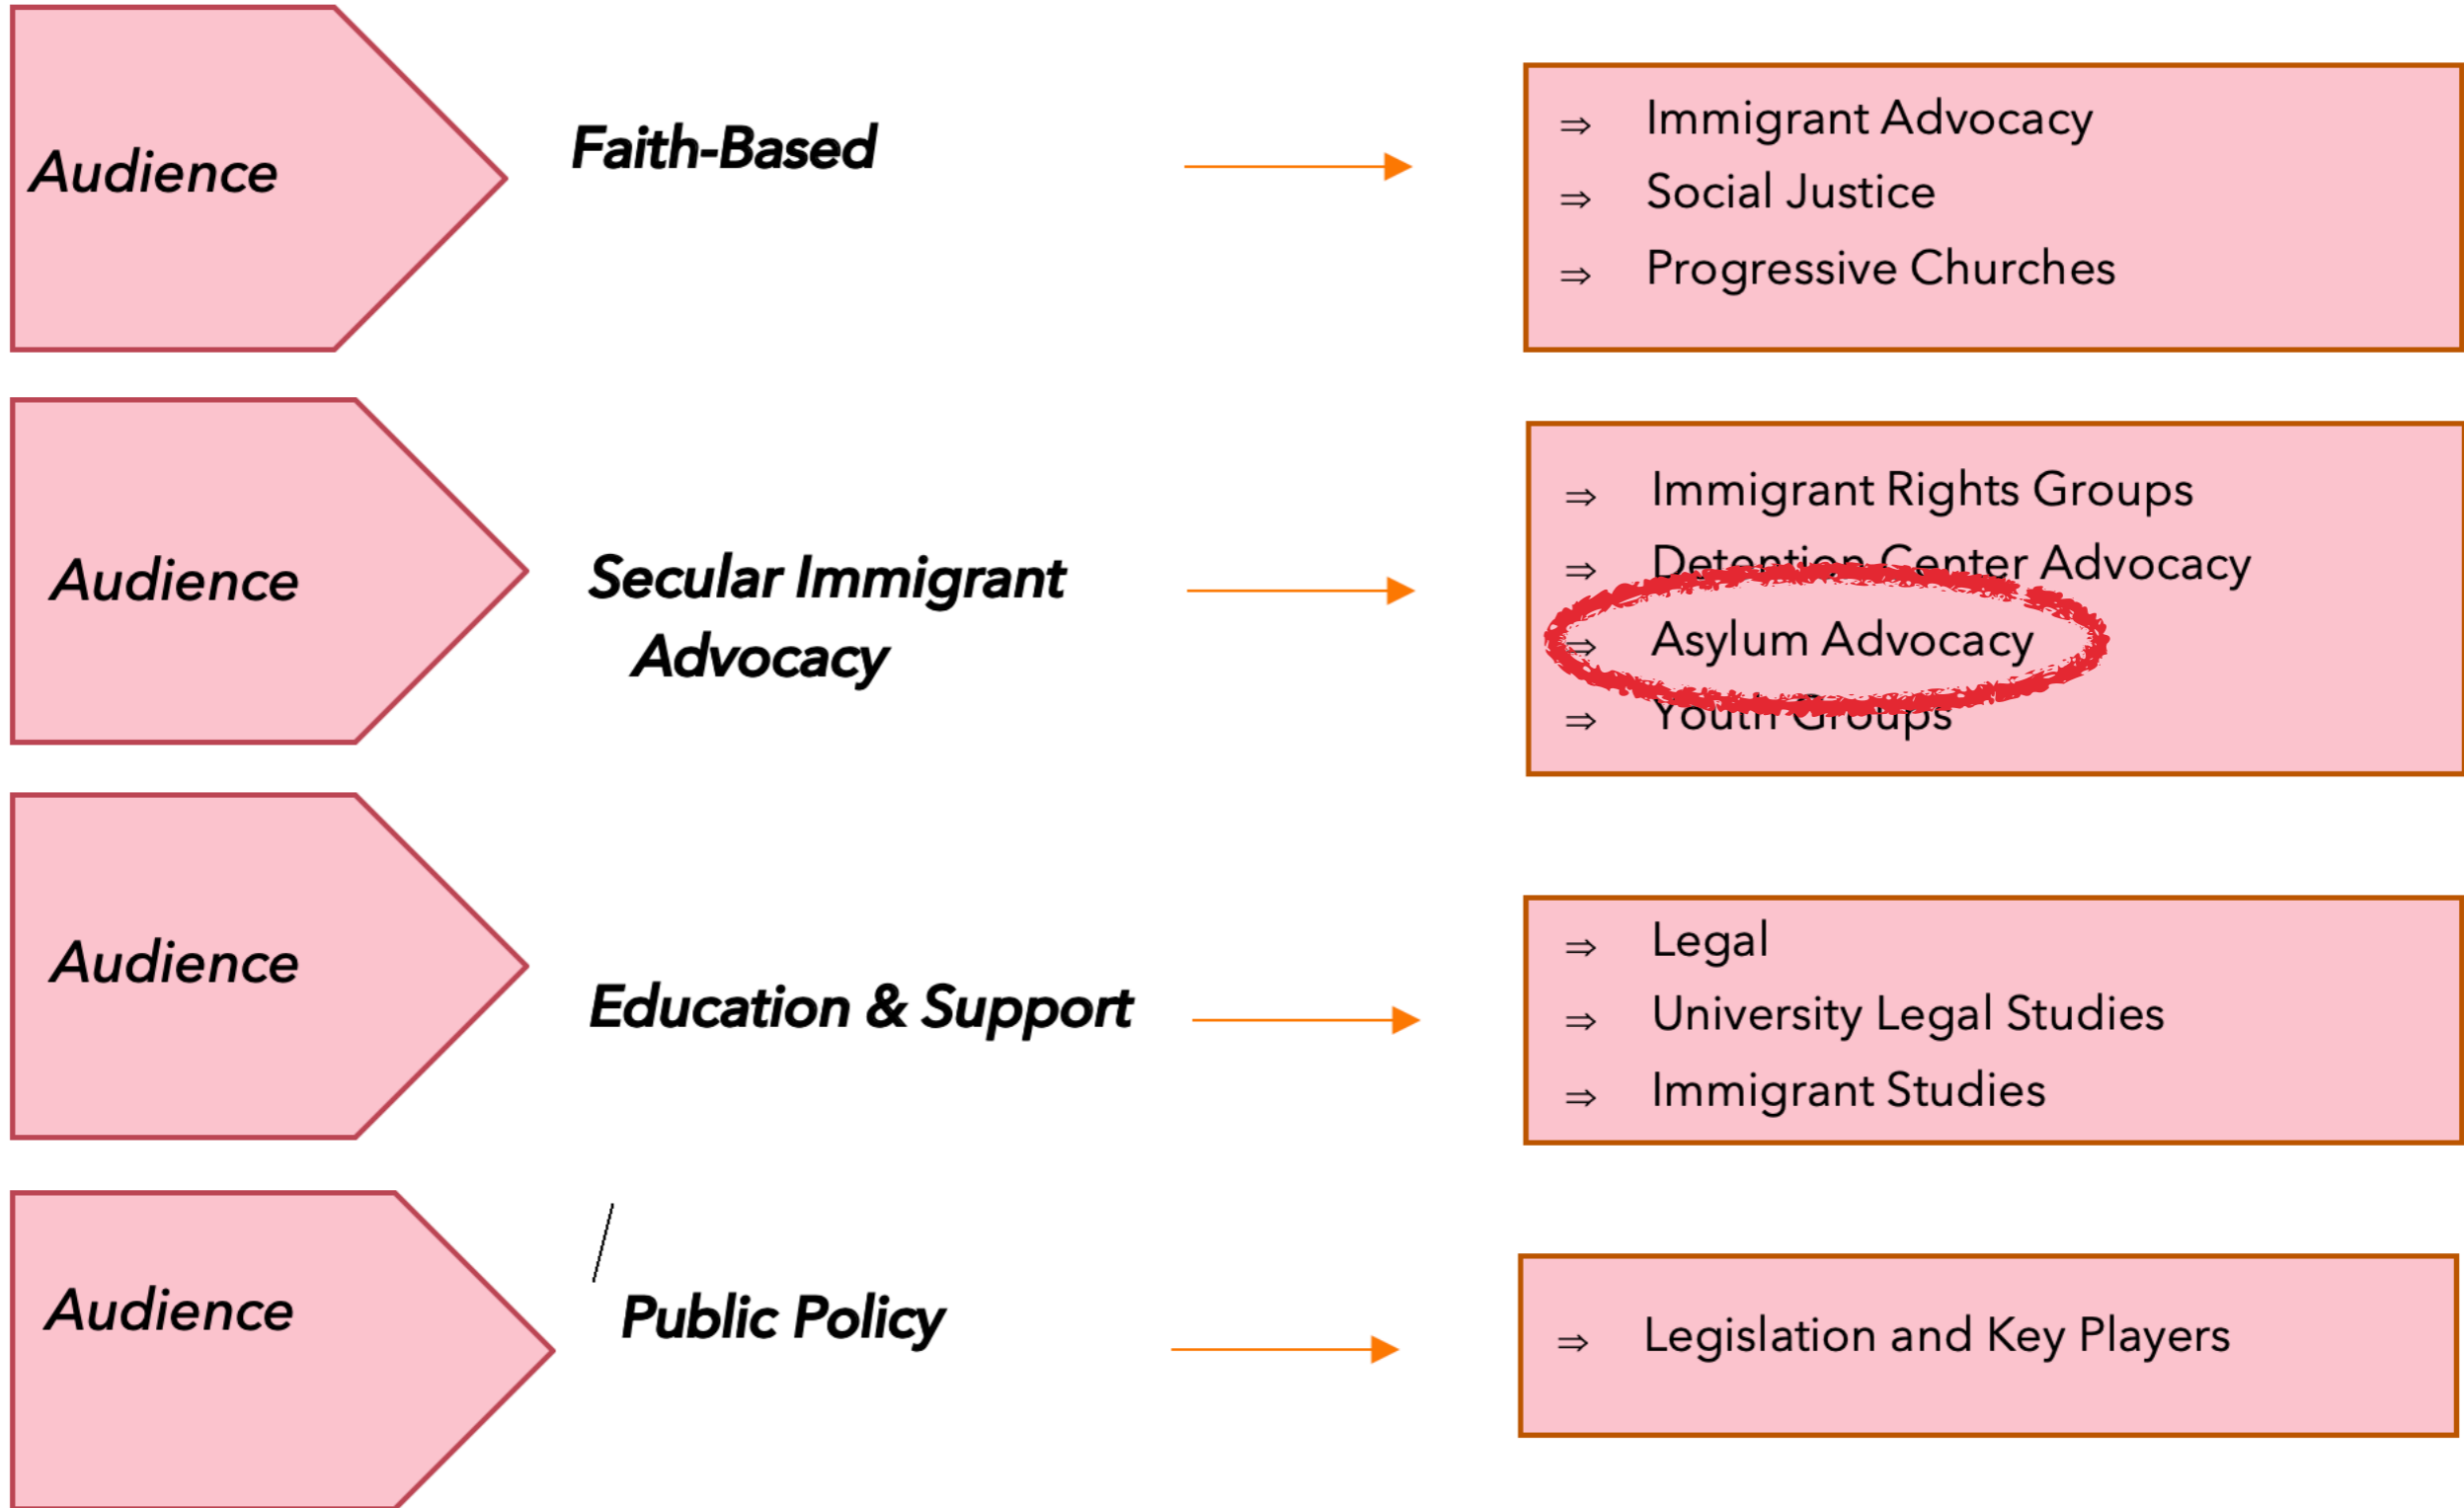 Audience
Faith-Based
⇒ Immigrant Advocacy
⇒ Social Justice
⇒ Progressive Churches
Audience
Secular Immigrant
Advocacy
⇒ Immigrant Rights Groups
⇒ Detention Center Advocacy
⇒ Asylum Advocacy
⇒ Youth Groups
Audience
Education & Support
⇒ Legal
⇒ University Legal Studies
⇒ Immigrant Studies
Audience
/
Public Policy
⇒ Legislation and Key Players